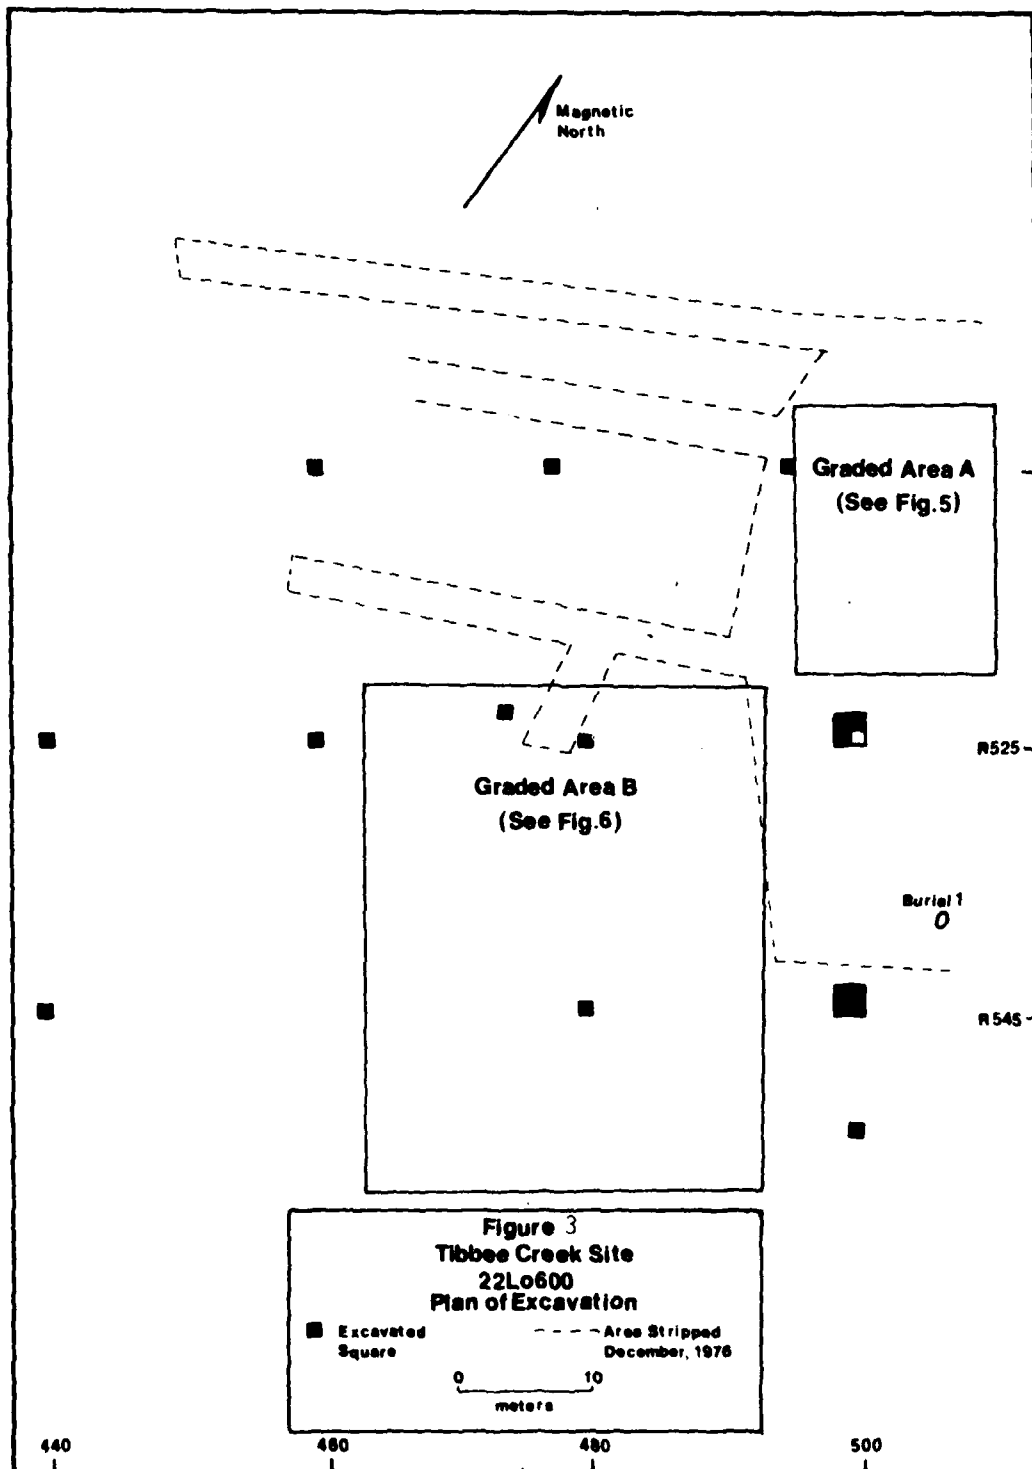 Magnetic
North
Graded Area A
(See Fig.5)
R525
Graded Area B
(See Fig.6)
Burial 1
R545
Figure 3
Tibbee Creek Site
22Lo600
Plan of Excavation
Excavated
Square
Area Stripped
December, 1976
0 10
meters
440 460 480 500